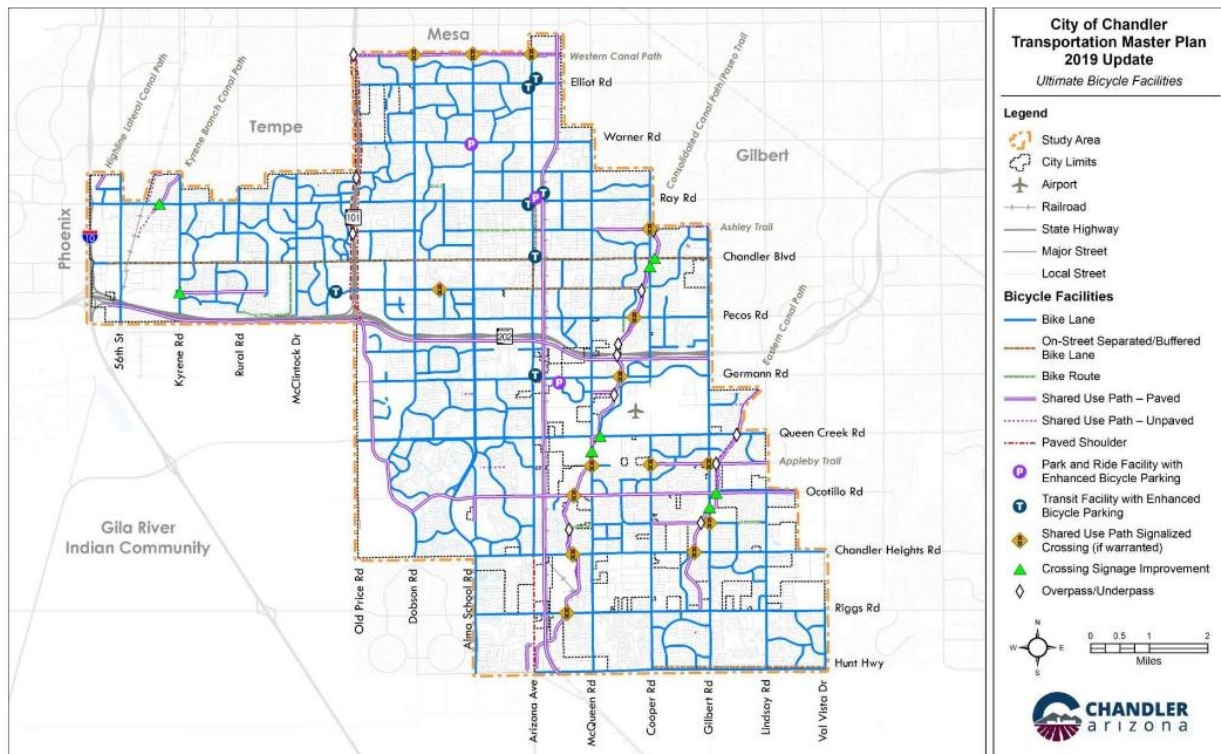 City of Chandler
Transportation Master Plan
2019 Update
Ultimate Bicycle Facilities
Legend
Study Area
City Limits
Airport
Railroad
State Highway
Major Street
Local Street
Bicycle Facilities
Bike Lane
On-Street Separated/Buffered
Bike Lane
Bike Route
Shared Use Path – Paved
Shared Use Path – Unpaved
Paved Shoulder
P
Park and Ride Facility with
Enhanced Bicycle Parking
T
Transit Facility with Enhanced
Bicycle Parking
Shared Use Path Signalized
Crossing (if warranted)
Crossing Signage Improvement
Overpass/Underpass
N
W
E
S
0 0.5 1 2
Miles
CHANDLER
arizona
Mesa
Tempe
Gilbert
Phoenix
Gila River
Indian Community
Highline Lateral Canal Path
Kyrene Branch Canal Path
Western Canal Path
Consolidated Canal Path/Paseo Trail
Ashley Trail
Eastern Canal Path
Appleby Trail
Elliot Rd
Warner Rd
Ray Rd
Chandler Blvd
Pecos Rd
Germann Rd
Queen Creek Rd
Ocotillo Rd
Chandler Heights Rd
Riggs Rd
Hunt Hwy
56th St
Kyrene Rd
Rural Rd
McClintock Dr
Old Price Rd
Dobson Rd
Alma School Rd
Arizona Ave
McQueen Rd
Cooper Rd
Gilbert Rd
Lindsay Rd
Val Vista Dr
10
101
202
T
T
P
T
P
T
T
T
T
P